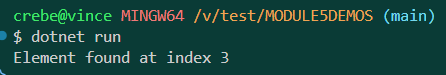 crebe@vince MINGW64 /v/test/MODULE5DEMOS (main)
$ dotnet run
Element found at index 3